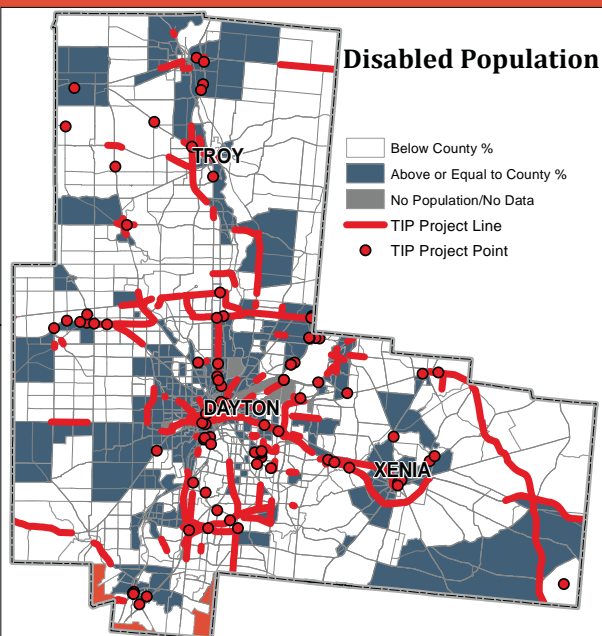 Disabled Population
Below County %
Above or Equal to County %
No Population/No Data
TIP Project Line
TIP Project Point
TROY
DAYTON
XENIA